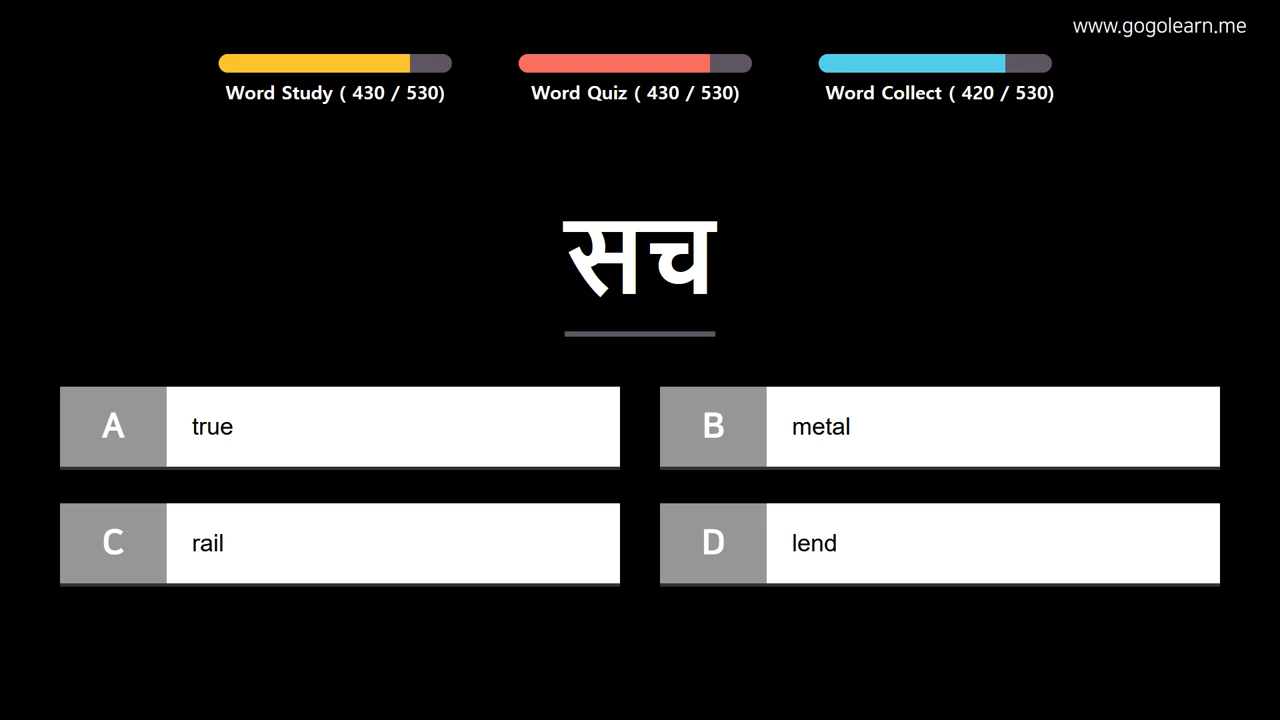 www.gogolearn.me
Word Study ( 430 / 530) Word Quiz ( 430 / 530) Word Collect ( 420 / 530)
सच
A true B metal
C rail D lend